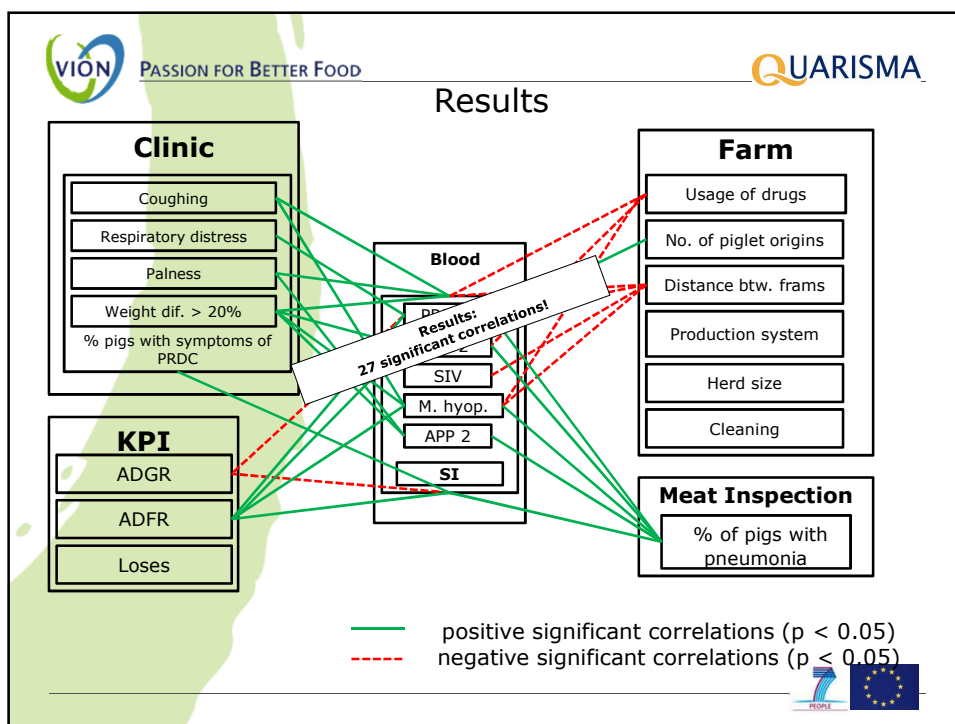 VION
PASSION FOR BETTER FOOD
QUARISMA
Results
Clinic
Coughing
Respiratory distress
Palness
Weight dif. > 20%
% pigs with symptoms of
PRDC
KPI
ADGR
ADFR
Loses
Blood
SIV
M. hyop.
APP 2
SI
Results:
27 significant correlations!
Farm
Usage of drugs
No. of piglet origins
Distance btw. frams
Production system
Herd size
Cleaning
Meat Inspection
% of pigs with
pneumonia
positive significant correlations (p < 0.05)
negative significant correlations (p < 0.05)
7
PEOPLE